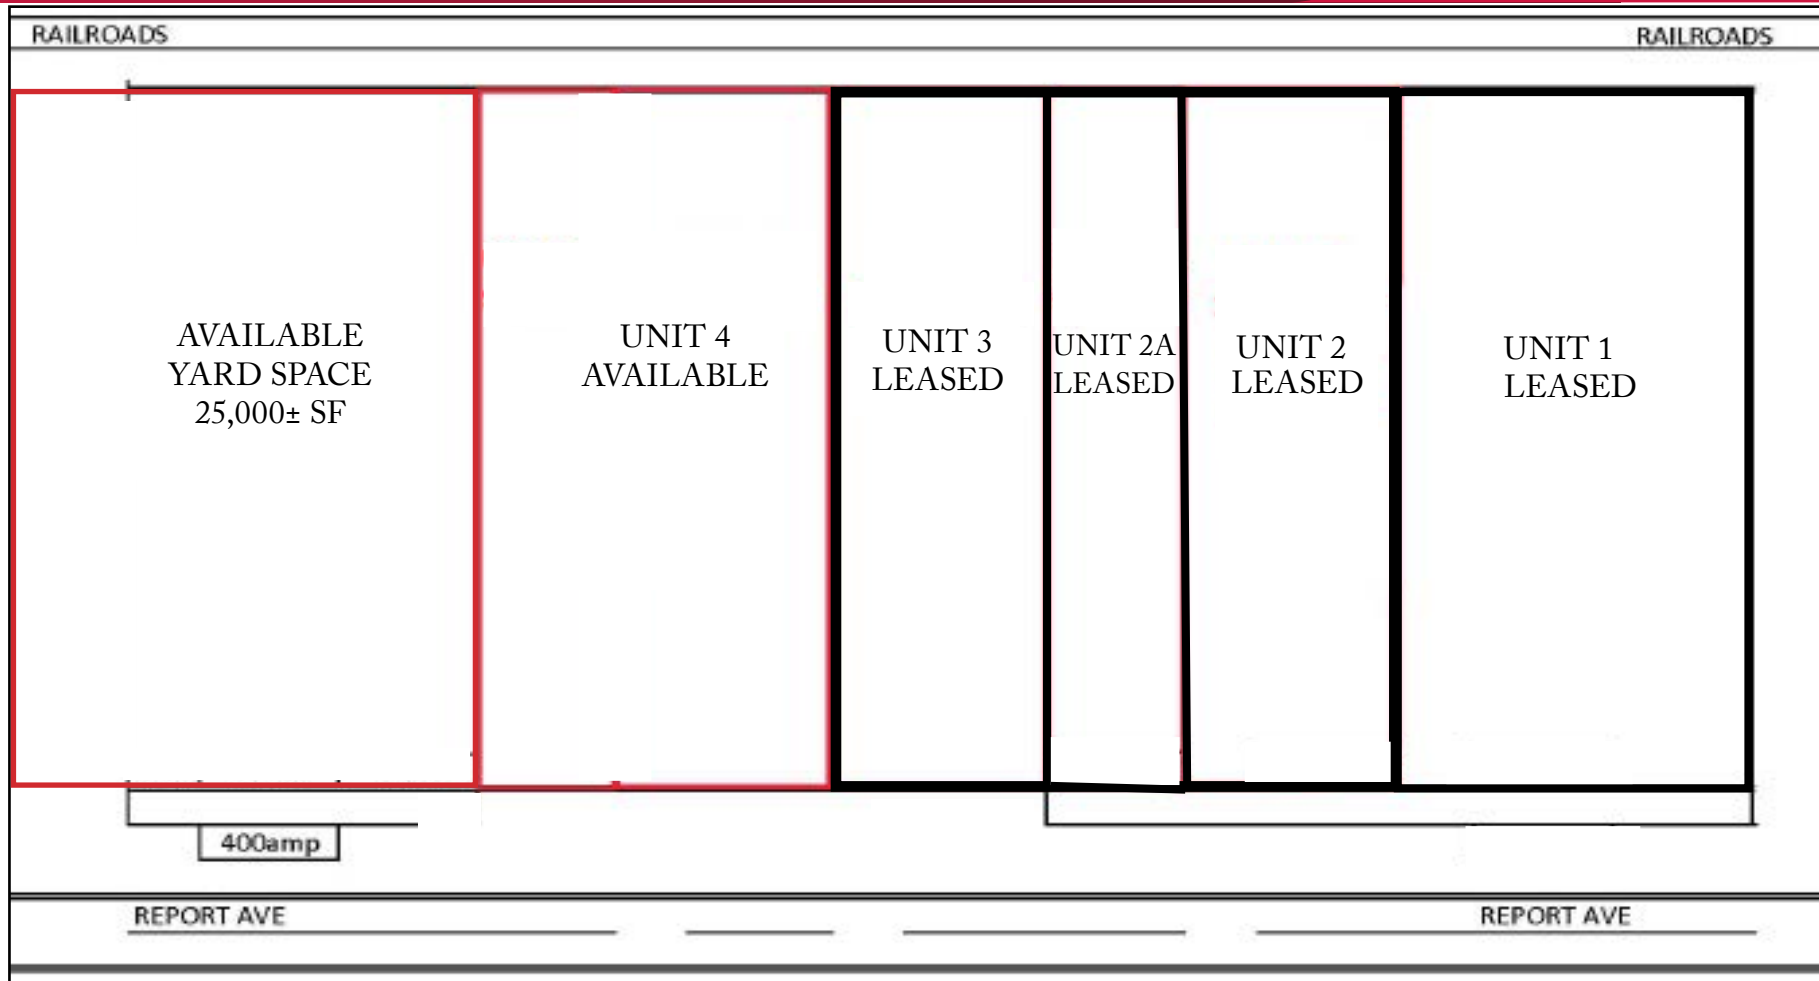 RAILROADS
RAILROADS
AVAILABLE
YARD SPACE
25,000± SF
UNIT 4
AVAILABLE
UNIT 3
LEASED
UNIT 2A
LEASED
UNIT 2
LEASED
UNIT 1
LEASED
400amp
REPORT AVE
REPORT AVE